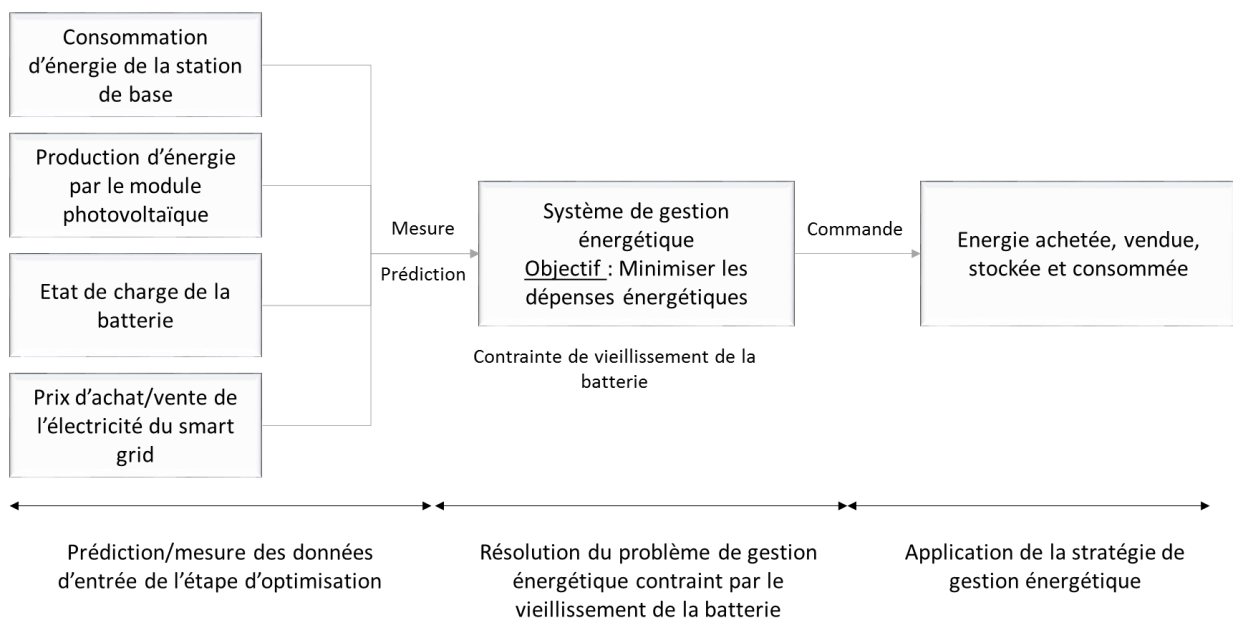 Consommation
d'énergie de la station
de base
Production d'énergie
par le module
photovoltaïque
Etat de charge de la
batterie
Prix d'achat/vente de
l'électricité du smart
grid
Mesure
Prédiction
Système de gestion
énergétique
Objectif : Minimiser les
dépenses énergétiques
Contrainte de vieillissement de la
batterie
Commande
Energie achetée, vendue,
stockée et consommée
Prédiction/mesure des données
d'entrée de l'étape d'optimisation
Résolution du problème de gestion
énergétique contraint par le
vieillissement de la batterie
Application de la stratégie de
gestion énergétique